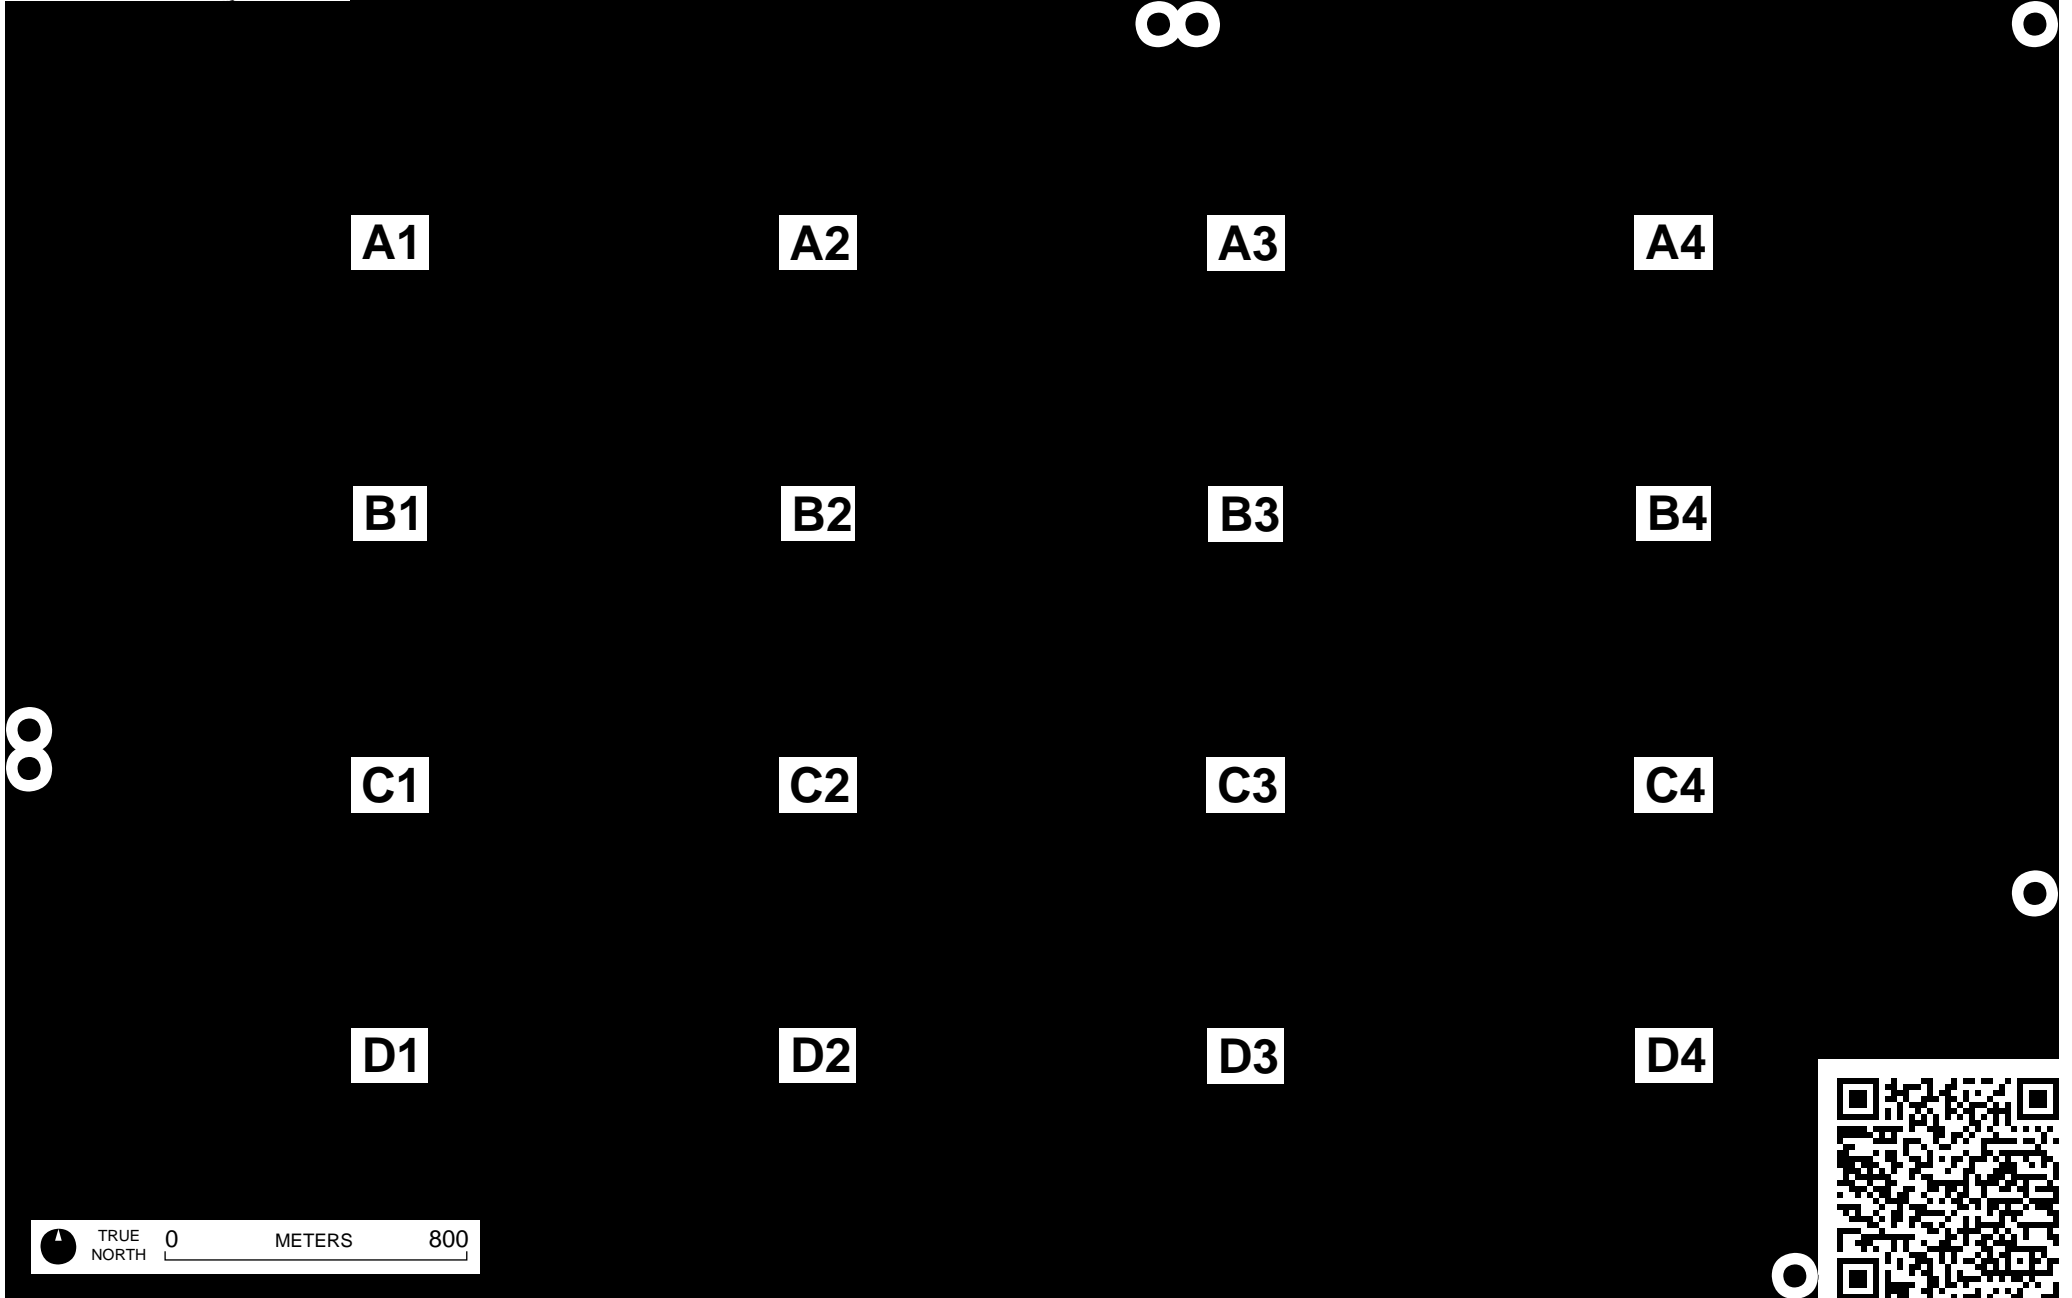 A1 A2 A3 A4
B1 B2 B3 B4
C1 C2 C3 C4
D1 D2 D3 D4
TRUE
NORTH
0 METERS 800